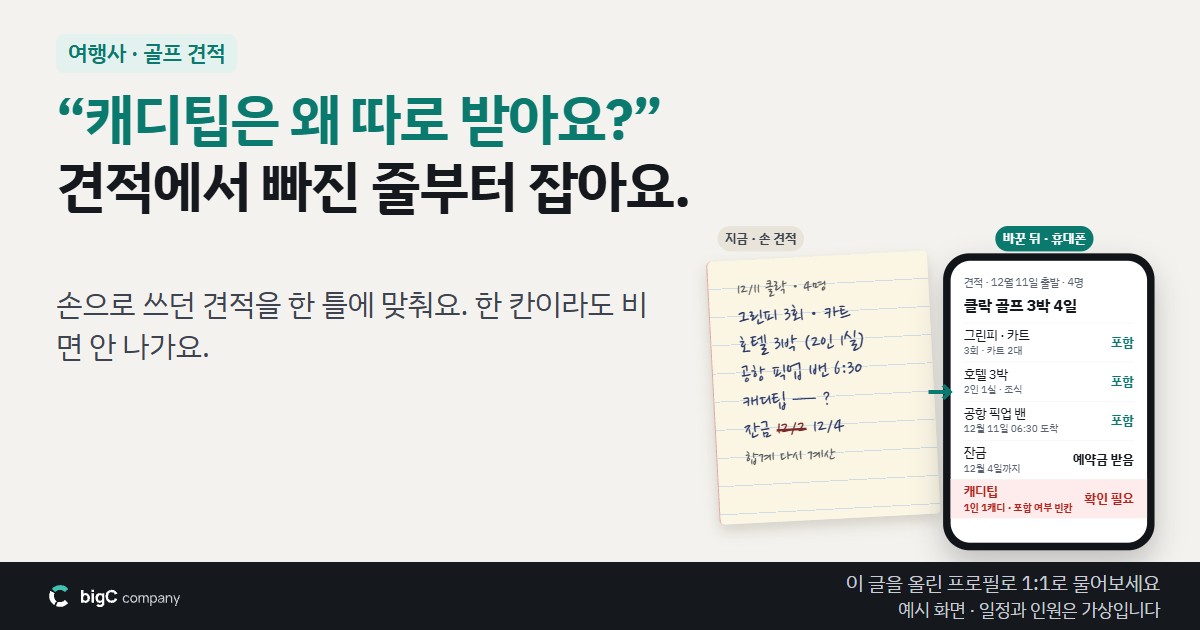 여행사 · 골프 견적
“캐디팁은 왜 따로 받아요?”
견적에서 빠진 줄부터 잡아요.
손으로 쓰던 견적을 한 틀에 맞춰요. 한 칸이라도 비
면 안 나가요.
지금 · 손 견적
12/11 클락 · 4명
그린피 3회 · 카트
호텔 3박 (2인 1실)
공항 픽업 밴 6:30
캐디팁 — ?
잔금 12/2 12/4
합계 다시 계산
바꾼 뒤 · 휴대폰
견적 · 12월 11일 출발 · 4명
클락 골프 3박 4일
그린피 · 카트
3회 · 카트 2대
포함
호텔 3박
2인 1실 · 조식
포함
공항 픽업 밴
12월 11일 06:30 도착
포함
잔금
12월 4일까지
예약금 받음
캐디팁
1인 1캐디 · 포함 여부 빈칸
확인 필요
bigC company
이 글을 올린 프로필로 1:1로 물어보세요
예시 화면 · 일정과 인원은 가상입니다